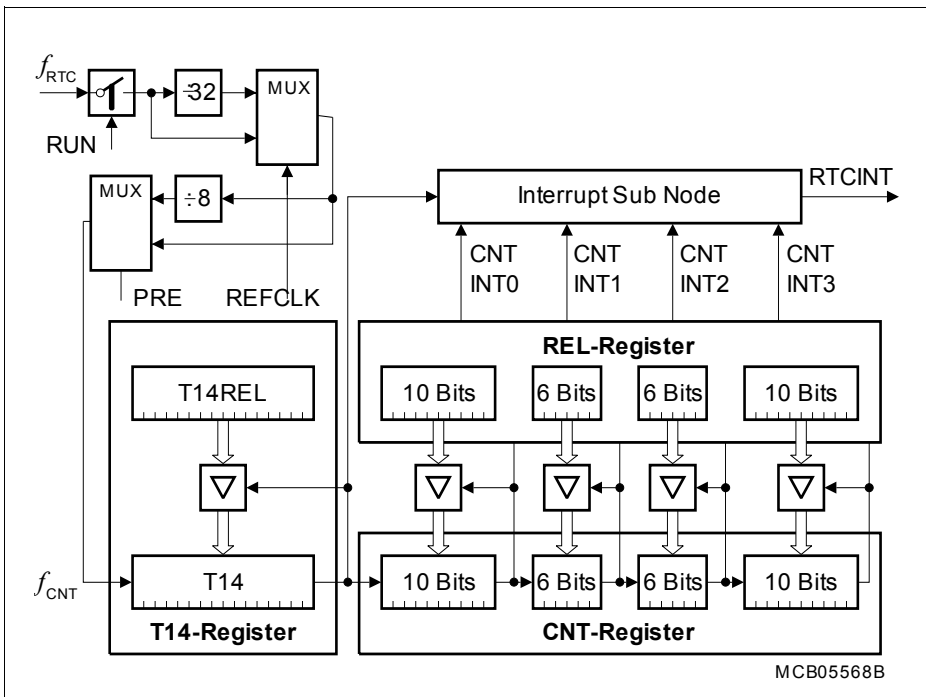 fRTC
÷32
MUX
RUN
MUX
÷8
Interrupt Sub Node
RTCINT
CNT INT0
CNT INT1
CNT INT2
CNT INT3
PRE
REFCLK
REL-Register
T14REL
10 Bits
6 Bits
6 Bits
10 Bits
fCNT
T14
10 Bits
6 Bits
6 Bits
10 Bits
T14-Register
CNT-Register
MCB05568B